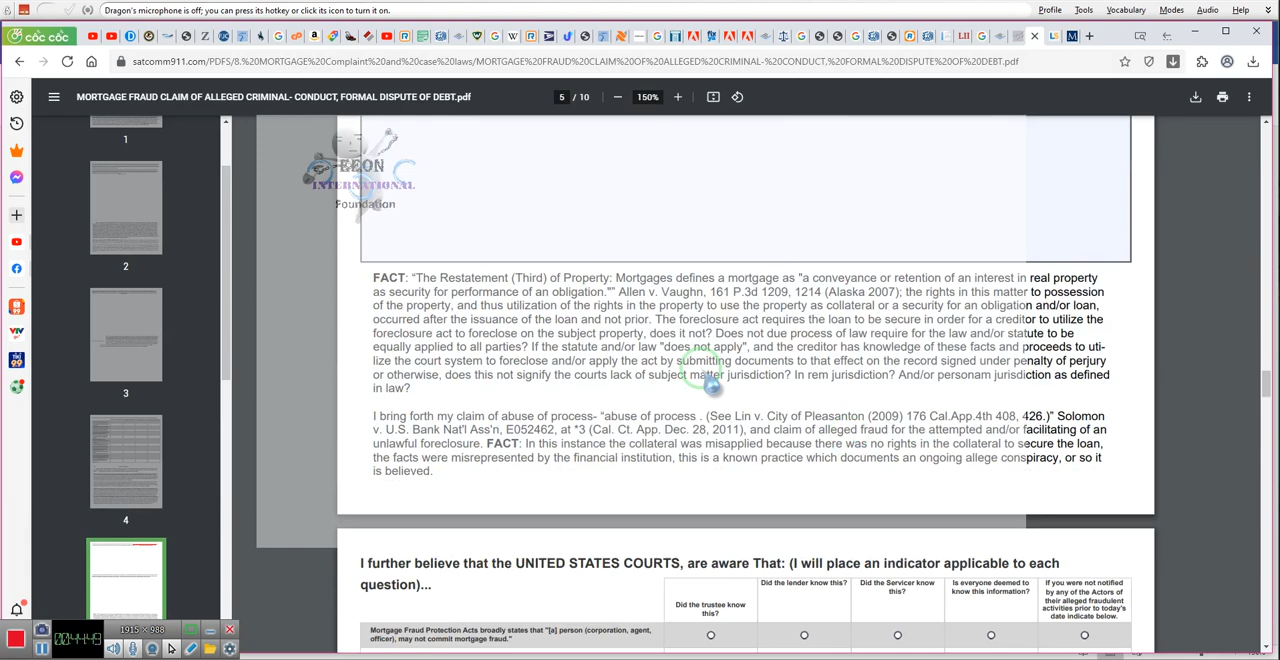 Dragon's microphone is off; you can press its hotkey or click its icon to turn it on.
Profile Tools Vocabulary Modes Audio Help
CỐC CỐC
satcomm911.com/PDFS/8.%20MORTGAGE%20Complaint%20and%20case%20laws/MORTGAGE%20FRAUD%20CLAIM%20OF%20ALLEGED%20CRIMINAL-%20CONDUCT,%20FORMAL%20DISPUTE%20OF%20DEBT.pdf
MORTGAGE FRAUD CLAIM OF ALLEGED CRIMINAL- CONDUCT, FORMAL DISPUTE OF DEBT.pdf
5 / 10
150%
1
2
3
4
EEON
INTERNATIONAL
Foundation
FACT: “The Restatement (Third) of Property: Mortgages defines a mortgage as "a conveyance or retention of an interest in real property
as security for performance of an obligation."” Allen v. Vaughn, 161 P.3d 1209, 1214 (Alaska 2007); the rights in this matter to possession
of the property, and thus utilization of the rights in the property to use the property as collateral or a security for an obligation and/or loan,
occurred after the issuance of the loan and not prior. The foreclosure act requires the loan to be secure in order for a creditor to utilize the
foreclosure act to foreclose on the subject property, does it not? Does not due process of law require for the law and/or statute to be
equally applied to all parties? If the statute and/or law "does not apply", and the creditor has knowledge of these facts and proceeds to uti-
lize the court system to foreclose and/or apply the act by submitting documents to that effect on the record signed under penalty of perjury
or otherwise, does this not signify the courts lack of subject matter jurisdiction? In rem jurisdiction? And/or personam jurisdiction as defined
in law?
I bring forth my claim of abuse of process- “abuse of process . (See Lin v. City of Pleasanton (2009) 176 Cal.App.4th 408, 426.)” Solomon
v. U.S. Bank Nat'l Ass'n, E052462, at *3 (Cal. Ct. App. Dec. 28, 2011), and claim of alleged fraud for the attempted and/or facilitating of an
unlawful foreclosure. FACT: In this instance the collateral was misapplied because there was no rights in the collateral to secure the loan,
the facts were misrepresented by the financial institution, this is a known practice which documents an ongoing allege conspiracy, or so it
is believed.
I further believe that the UNITED STATES COURTS, are aware That: (I will place an indicator applicable to each
question)...
Did the trustee know
this?
Did the lender know this?
Did the Servicer know
this?
Is everyone deemed to
know this information?
If you were not notified
by any of the Actors of
their alleged fraudulent
activities prior to today's
date indicate below.
Mortgage Fraud Protection Acts broadly states that "[a] person (corporation, agent,
officer), may not commit mortgage fraud."
1915 x 988